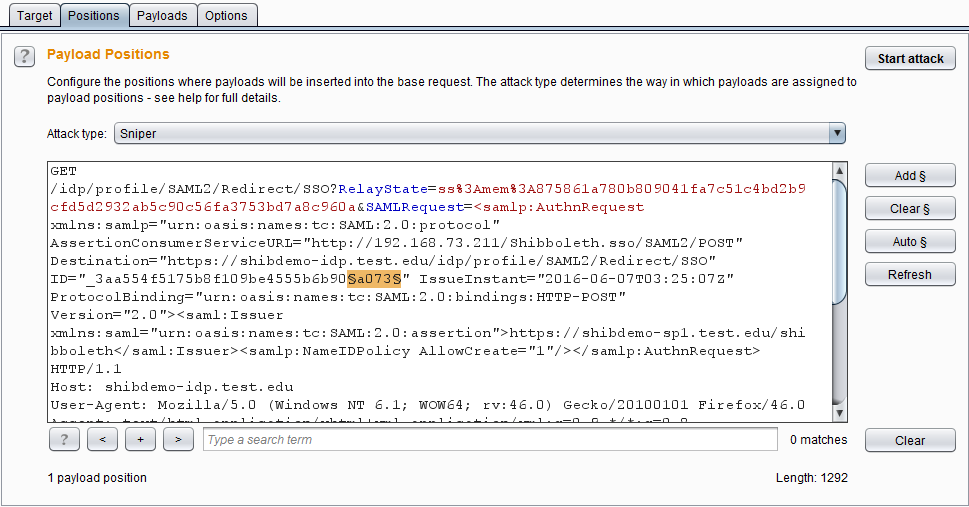 Target Positions Payloads Options
? Payload Positions Start attack
Configure the positions where payloads will be inserted into the base request. The attack type determines the way in which payloads are assigned to
payload positions - see help for full details.
Attack type: Sniper
GET
/idp/profile/SAML2/Redirect/SSO?RelayState=ss%3Amem%3A875861a780b809041fa7c51c4bd2b9
cfd5d2932ab5c90c56fa3753bd7a8c960a&SAMLRequest=<samlp:AuthnRequest
xmlns:samlp="urn:oasis:names:tc:SAML:2.0:protocol"
AssertionConsumerServiceURL="http://192.168.73.211/Shibboleth.sso/SAML2/POST"
Destination="https://shibdemo-idp.test.edu/idp/profile/SAML2/Redirect/SSO"
ID="_3aa554f5175b8f109be4555b6b90§a073§" IssueInstant="2016-06-07T03:25:07Z"
ProtocolBinding="urn:oasis:names:tc:SAML:2.0:bindings:HTTP-POST"
Version="2.0"><saml:Issuer
xmlns:saml="urn:oasis:names:tc:SAML:2.0:assertion">https://shibdemo-sp1.test.edu/shi
bboleth</saml:Issuer><samlp:NameIDPolicy AllowCreate="1"/></samlp:AuthnRequest>
HTTP/1.1
Host: shibdemo-idp.test.edu
User-Agent: Mozilla/5.0 (Windows NT 6.1; WOW64; rv:46.0) Gecko/20100101 Firefox/46.0
Add §
Clear §
Auto §
Refresh
? < + > Type a search term 0 matches Clear
1 payload position Length: 1292